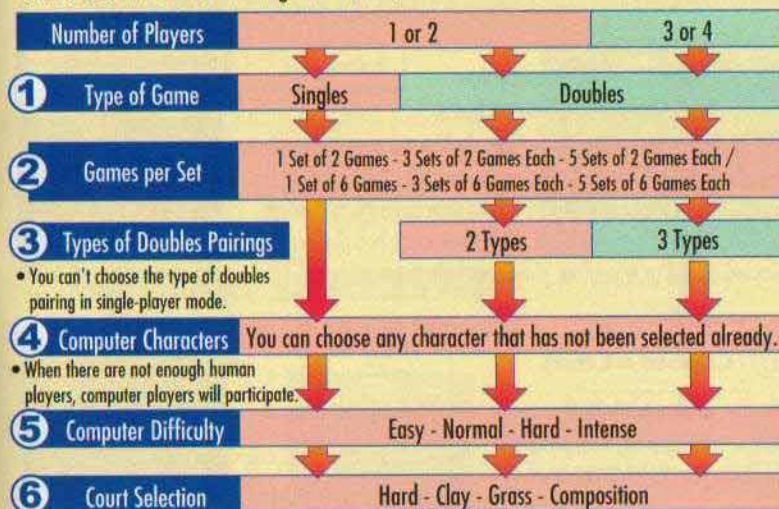 Number of Players 1 or 2 3 or 4
1 Type of Game Singles Doubles
2 Games per Set 1 Set of 2 Games - 3 Sets of 2 Games Each - 5 Sets of 2 Games Each /
1 Set of 6 Games - 3 Sets of 6 Games Each - 5 Sets of 6 Games Each
3 Types of Doubles Pairings 2 Types 3 Types
• You can't choose the type of doubles
pairing in single-player mode.
4 Computer Characters You can choose any character that has not been selected already.
• When there are not enough human
players, computer players will participate.
5 Computer Difficulty Easy - Normal - Hard - Intense
6 Court Selection Hard - Clay - Grass - Composition